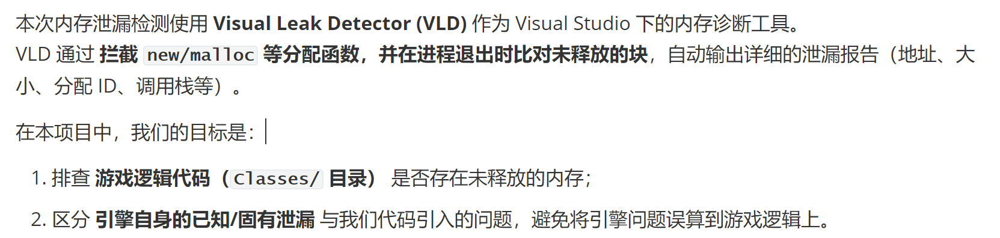 本次内存泄漏检测使用 Visual Leak Detector (VLD) 作为 Visual Studio 下的内存诊断工具。
VLD 通过 拦截 new/malloc 等分配函数，并在进程退出时比对未释放的块，自动输出详细的泄漏报告（地址、大
小、分配 ID、调用栈等）。
在本项目中，我们的目标是：
1. 排查 游戏逻辑代码（Classes/ 目录） 是否存在未释放的内存；
2. 区分 引擎自身的已知/固有泄漏 与我们代码引入的问题，避免将引擎问题误算到游戏逻辑上。